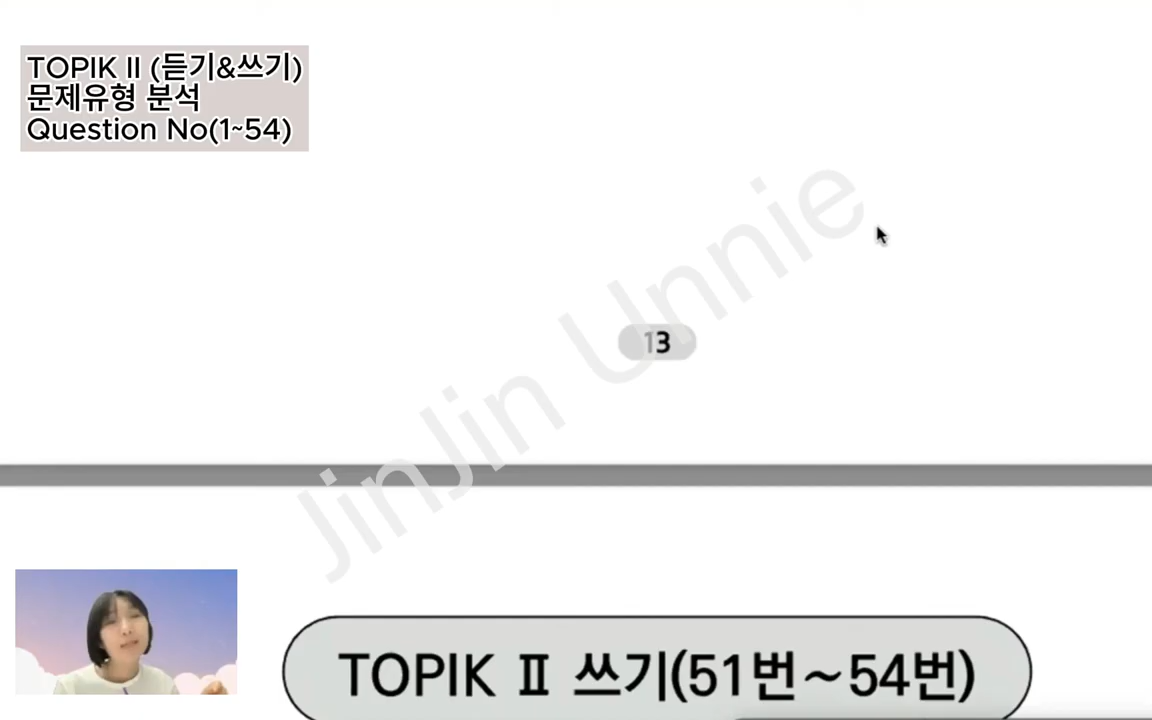 TOPIK II (듣기&쓰기)
문제유형 분석
Question No(1~54)
JinJin Unnie
13
TOPIK Ⅱ 쓰기(51번~54번)